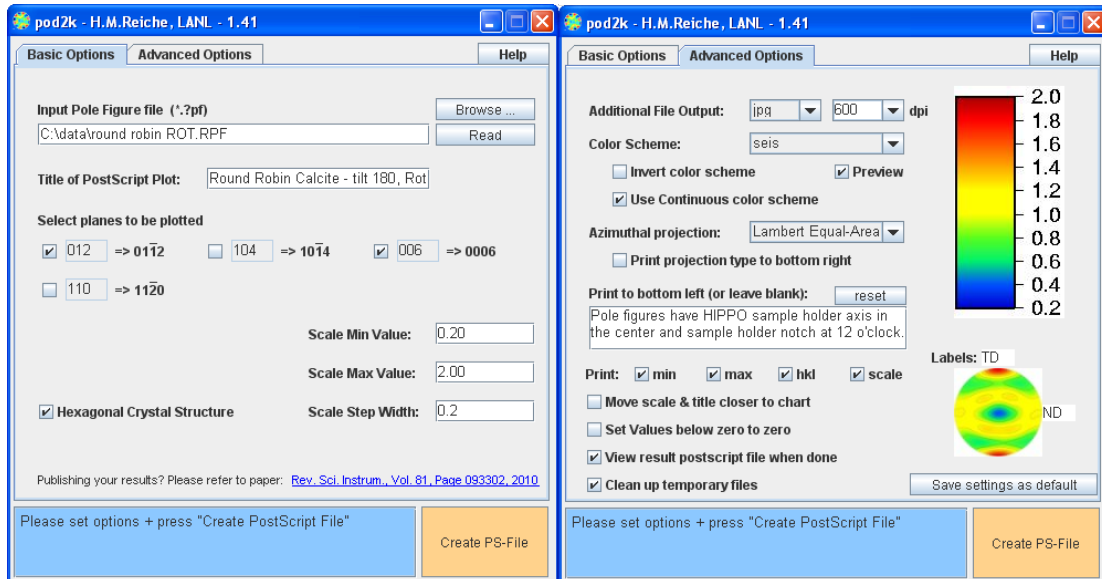 pod2k - H.M.Reiche, LANL - 1.41
Basic Options
Advanced Options
Help
Input Pole Figure file (*.?pf)
Browse ...
C:\data\round robin ROT.RPF
Read
Title of PostScript Plot:
Round Robin Calcite - tilt 180, Rot
Select planes to be plotted
012 => 011̅2
104 => 101̅4
006 => 0006
110 => 112̅0
Scale Min Value:
0.20
Scale Max Value:
2.00
Hexagonal Crystal Structure
Scale Step Width:
0.2
Publishing your results? Please refer to paper: Rev. Sci. Instrum., Vol. 81, Page 093302, 2010
Please set options + press "Create PostScript File"
Create PS-File
pod2k - H.M.Reiche, LANL - 1.41
Basic Options
Advanced Options
Help
Additional File Output:
jpg
600
dpi
Color Scheme:
seis
Invert color scheme
Preview
Use Continuous color scheme
Azimuthal projection:
Lambert Equal-Area
Print projection type to bottom right
Print to bottom left (or leave blank):
reset
Pole figures have HIPPO sample holder axis in
the center and sample holder notch at 12 o'clock.
Print:
min
max
hkl
scale
Move scale & title closer to chart
Set Values below zero to zero
View result postscript file when done
Clean up temporary files
2.0
1.8
1.6
1.4
1.2
1.0
0.8
0.6
0.4
0.2
Labels: TD
ND
Save settings as default
Please set options + press "Create PostScript File"
Create PS-File